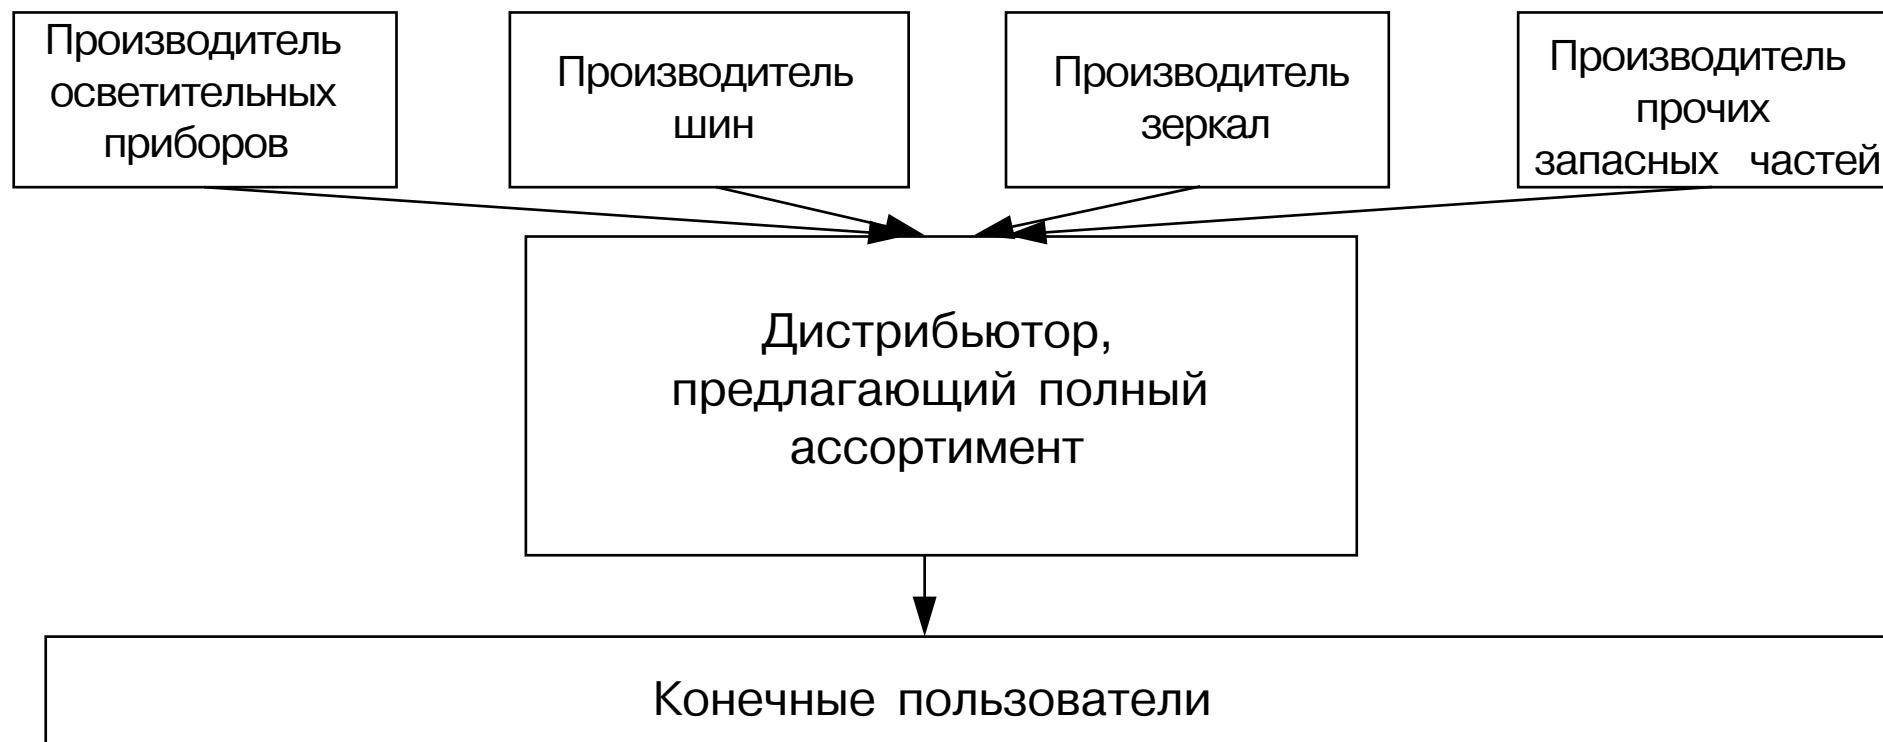 Производитель
осветительных
приборов
Производитель
шин
Производитель
зеркал
Производитель
прочих
запасных частей
Дистрибьютор,
предлагающий полный
ассортимент
Конечные пользователи